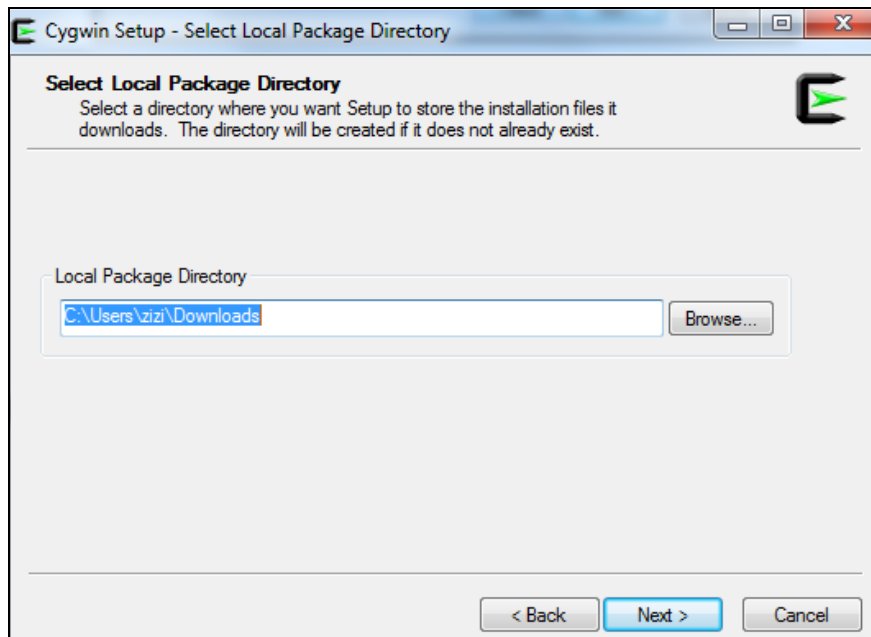 Cygwin Setup - Select Local Package Directory
Select Local Package Directory
Select a directory where you want Setup to store the installation files it
downloads. The directory will be created if it does not already exist.
Local Package Directory
C:\Users\zizi\Downloads
Browse...
< Back
Next >
Cancel